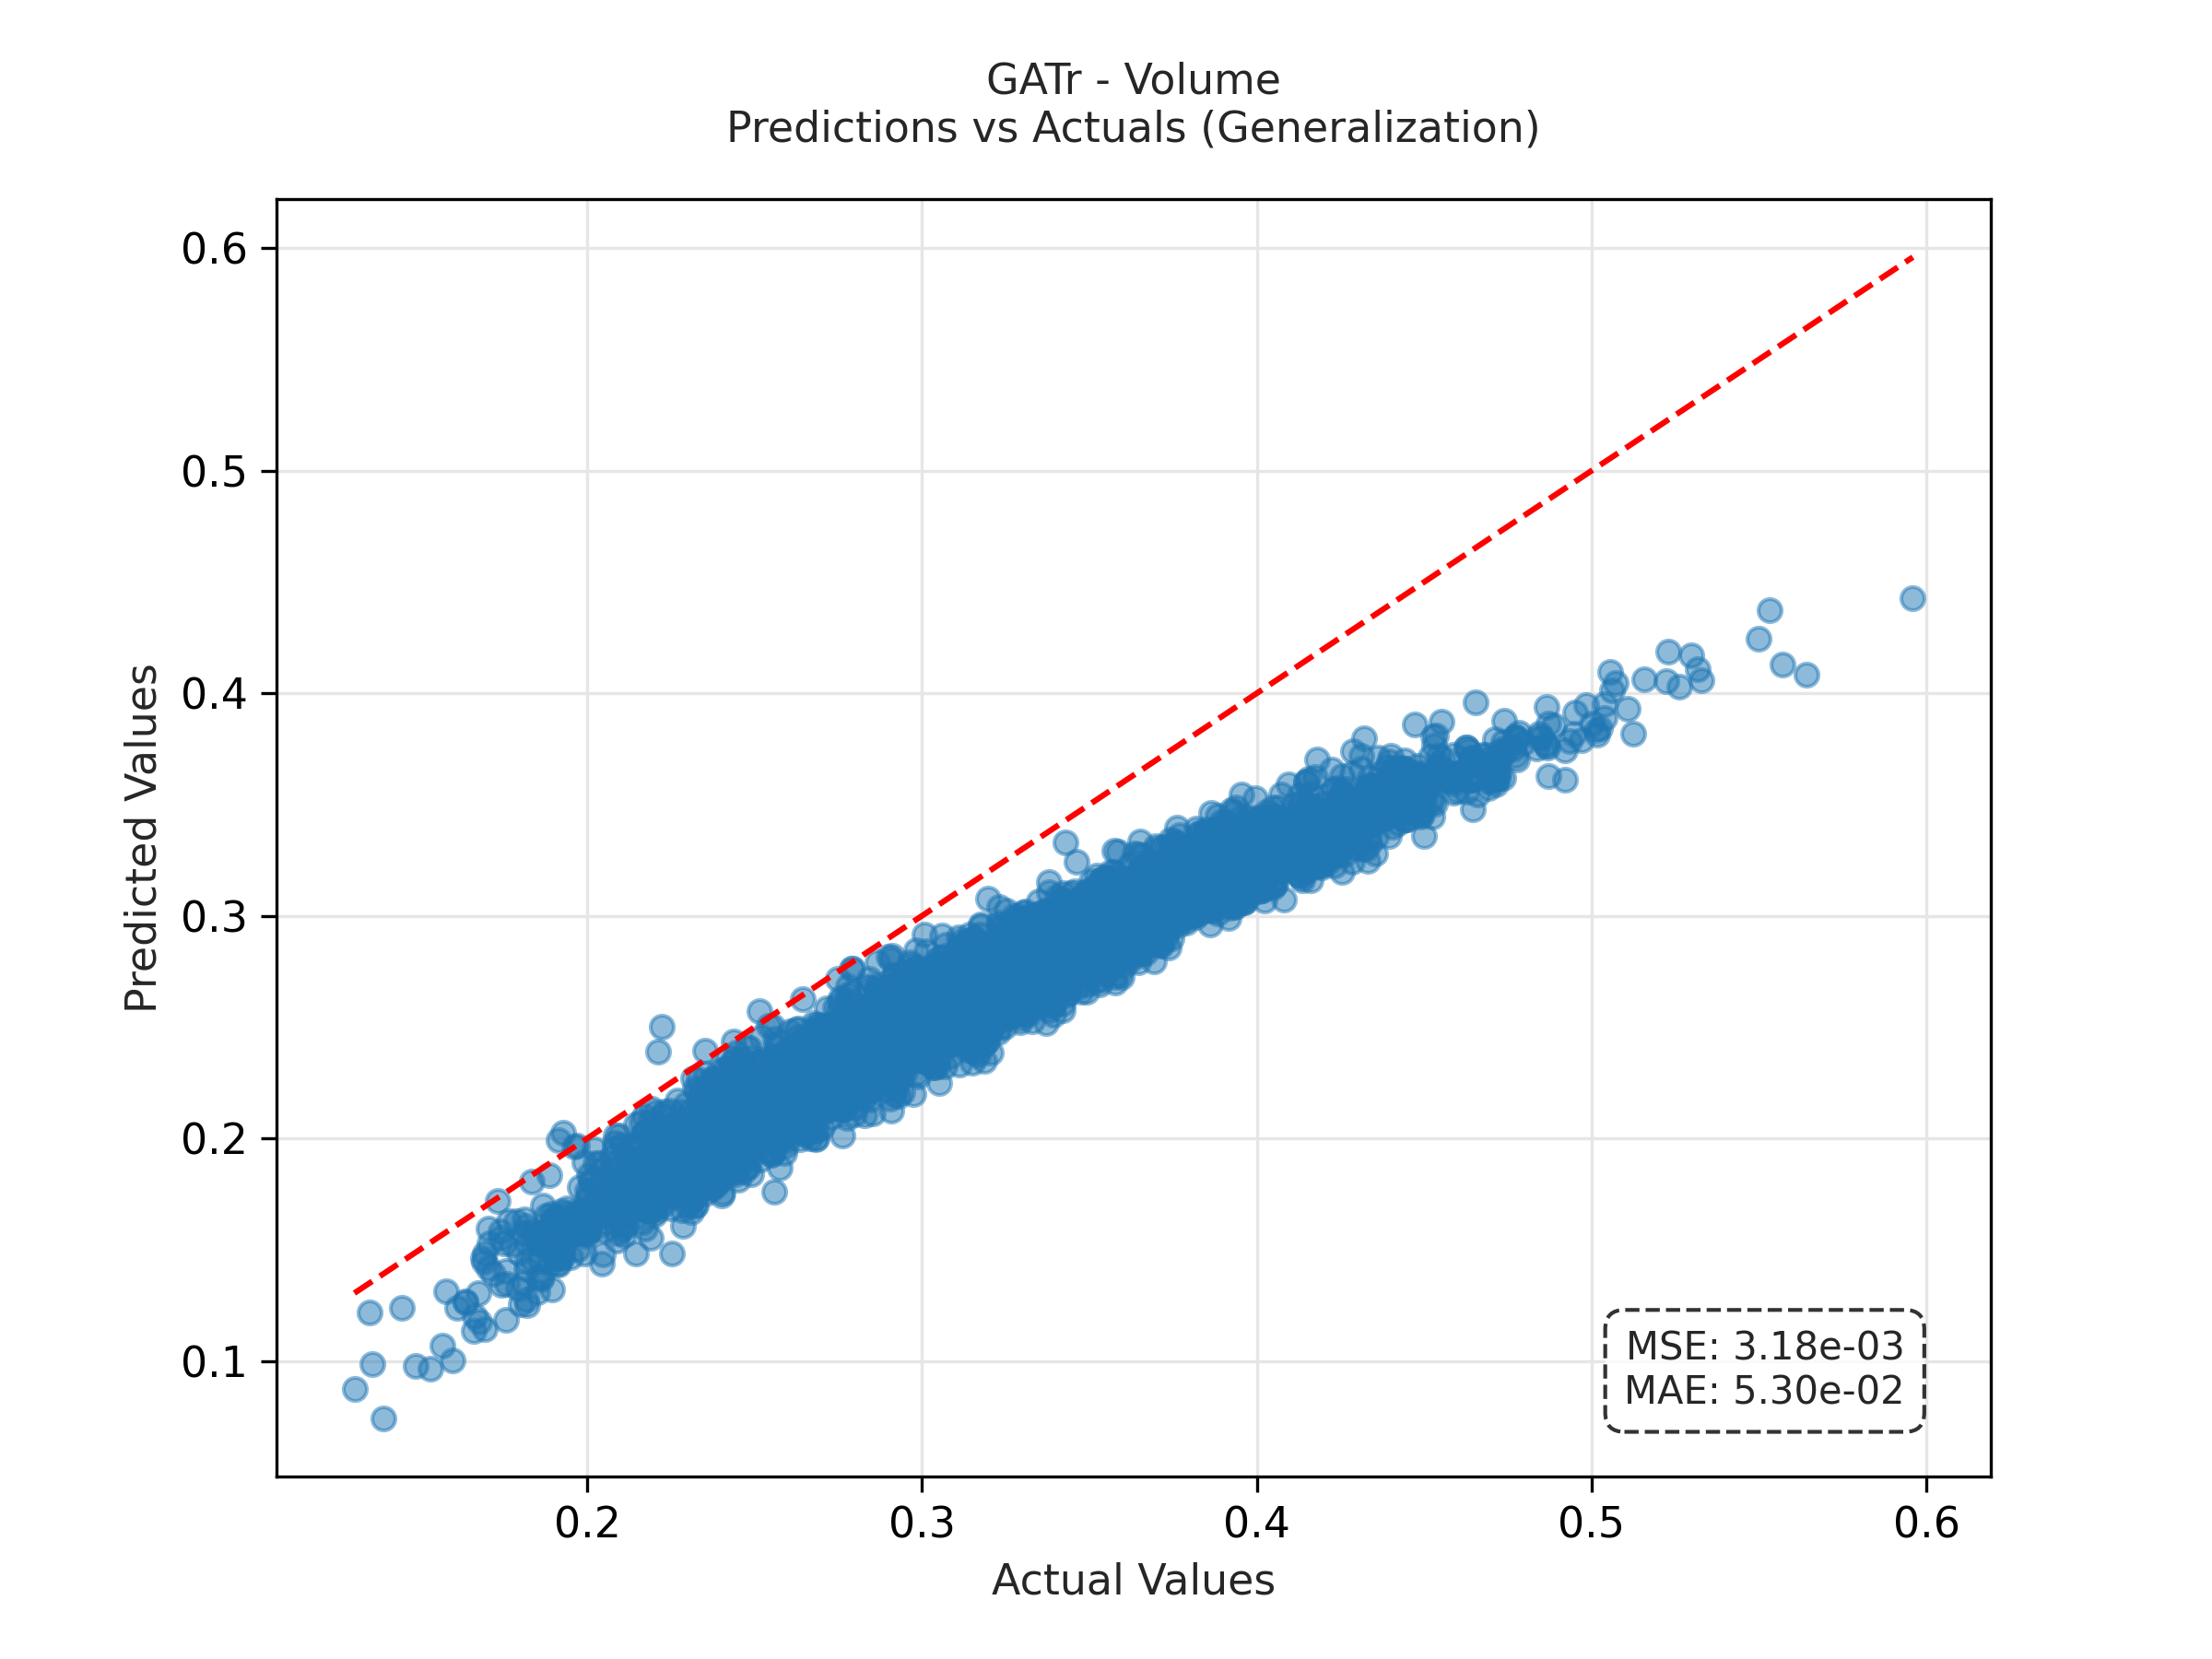 GATr - Volume
Predictions vs Actuals (Generalization)
Predicted Values
0.6
0.5
0.4
0.3
0.2
0.1
MSE: 3.18e-03
MAE: 5.30e-02
0.2 0.3 0.4 0.5 0.6
Actual Values